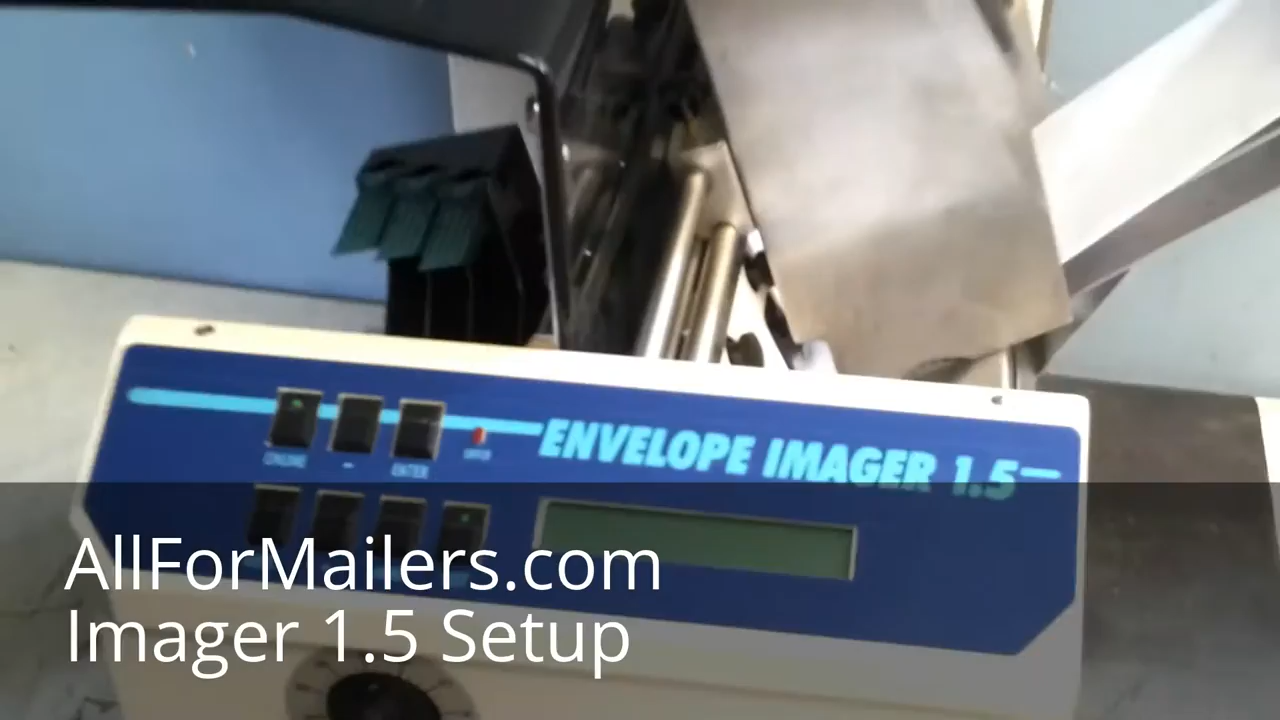 ENVELOPE IMAGER 1.5
ONLINE
ENTER
AllForMailers.com
Imager 1.5 Setup